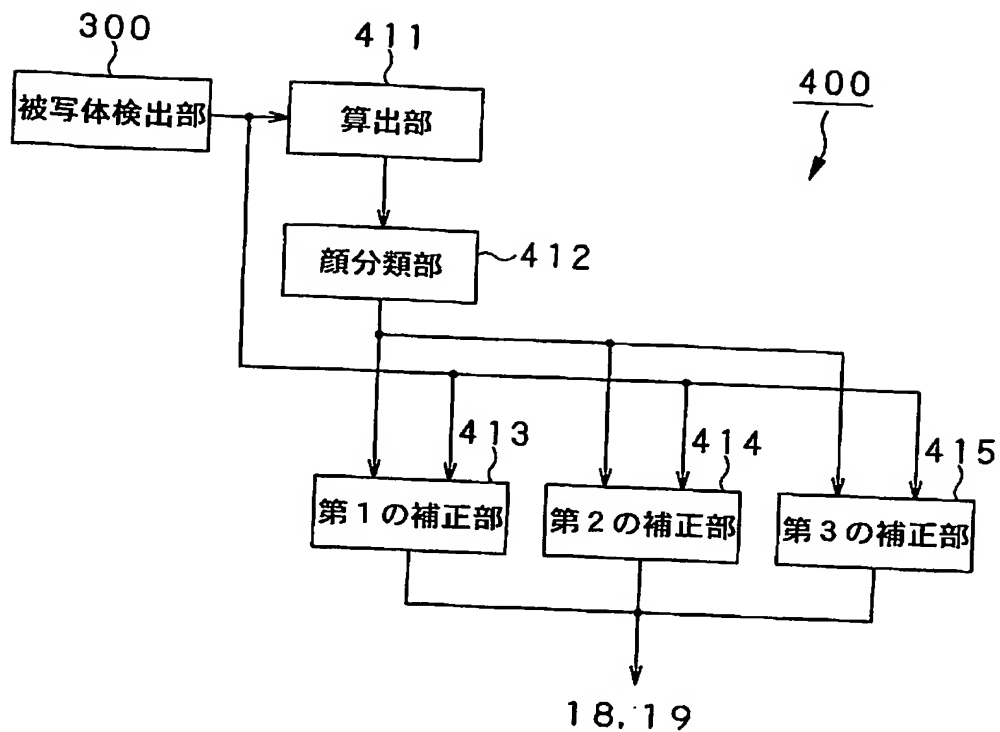 300
411
400
被写体検出部
算出部
顔分類部
412
413
414
415
第1の補正部
第2の補正部
第3の補正部
18, 19